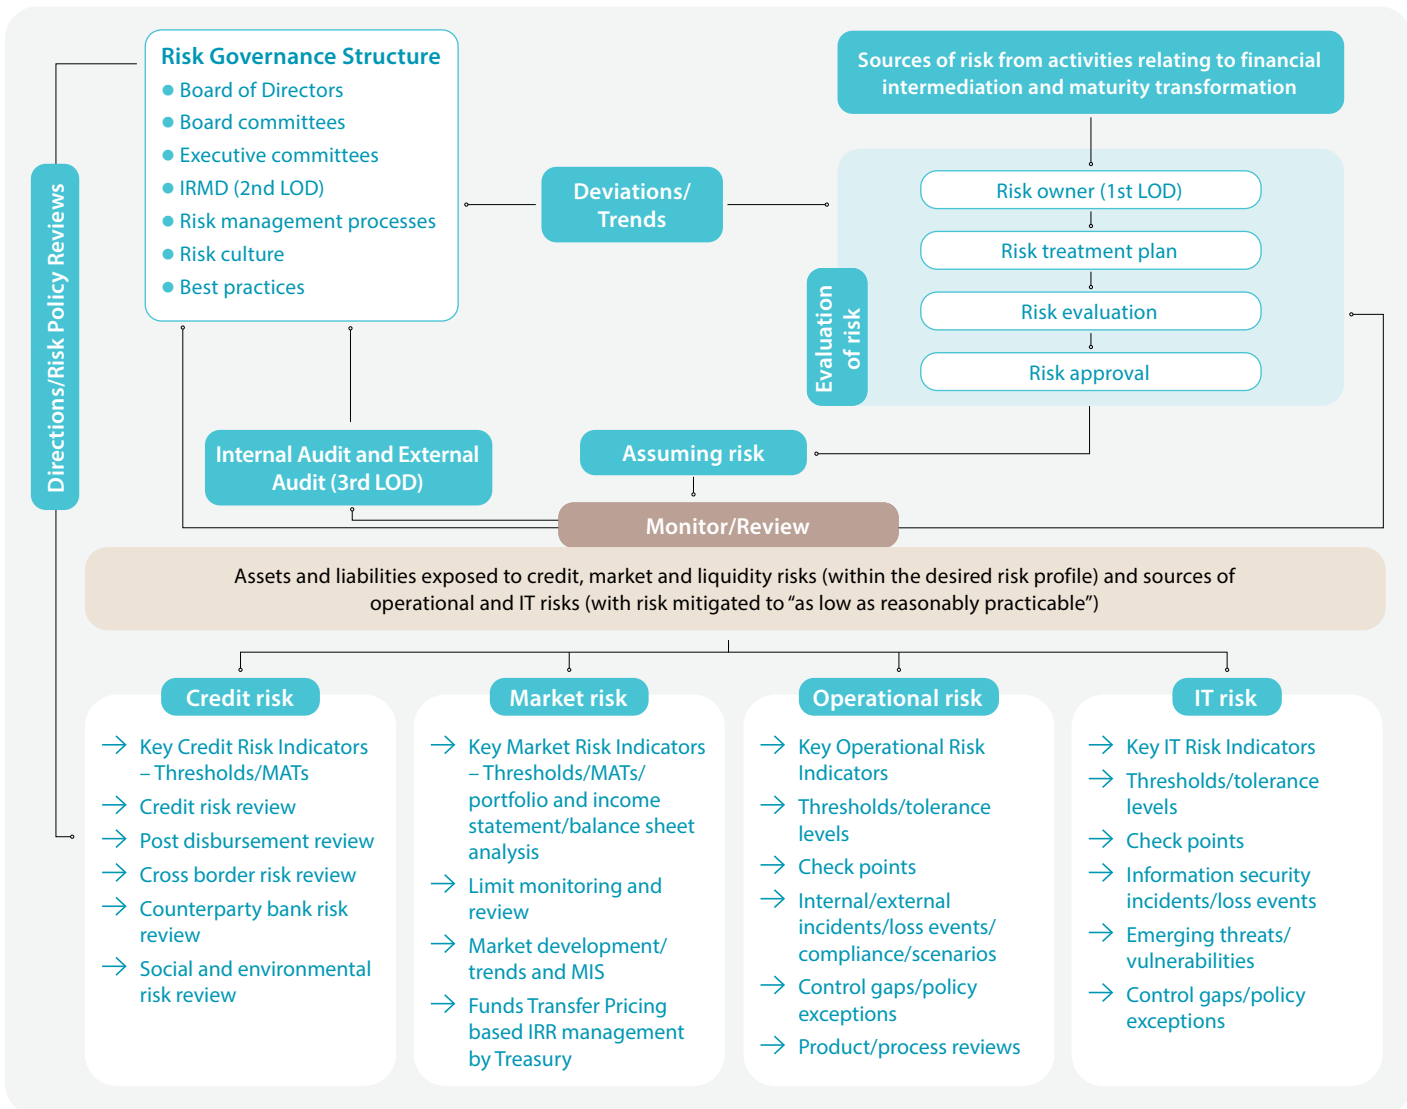 Risk Governance Structure
Board of Directors
Board committees
Executive committees
IRMD (2nd LOD)
Risk management processes
Risk culture
Best practices
Directions/Risk Policy Reviews
Deviations/
Trends
Sources of risk from activities relating to financial
intermediation and maturity transformation
Risk owner (1st LOD)
Risk treatment plan
Risk evaluation
Risk approval
Evaluation
of risk
Internal Audit and External
Audit (3rd LOD)
Assuming risk
Monitor/Review
Assets and liabilities exposed to credit, market and liquidity risks (within the desired risk profile) and sources of
operational and IT risks (with risk mitigated to “as low as reasonably practicable”)
Credit risk
Key Credit Risk Indicators
– Thresholds/MATs
Credit risk review
Post disbursement review
Cross border risk review
Counterparty bank risk
review
Social and environmental
risk review
Market risk
Key Market Risk Indicators
– Thresholds/MATs/
portfolio and income
statement/balance sheet
analysis
Limit monitoring and
review
Market development/
trends and MIS
Funds Transfer Pricing
based IRR management
by Treasury
Operational risk
Key Operational Risk
Indicators
Thresholds/tolerance
levels
Check points
Internal/external
incidents/loss events/
compliance/scenarios
Control gaps/policy
exceptions
Product/process reviews
IT risk
Key IT Risk Indicators
Thresholds/tolerance
levels
Check points
Information security
incidents/loss events
Emerging threats/
vulnerabilities
Control gaps/policy
exceptions